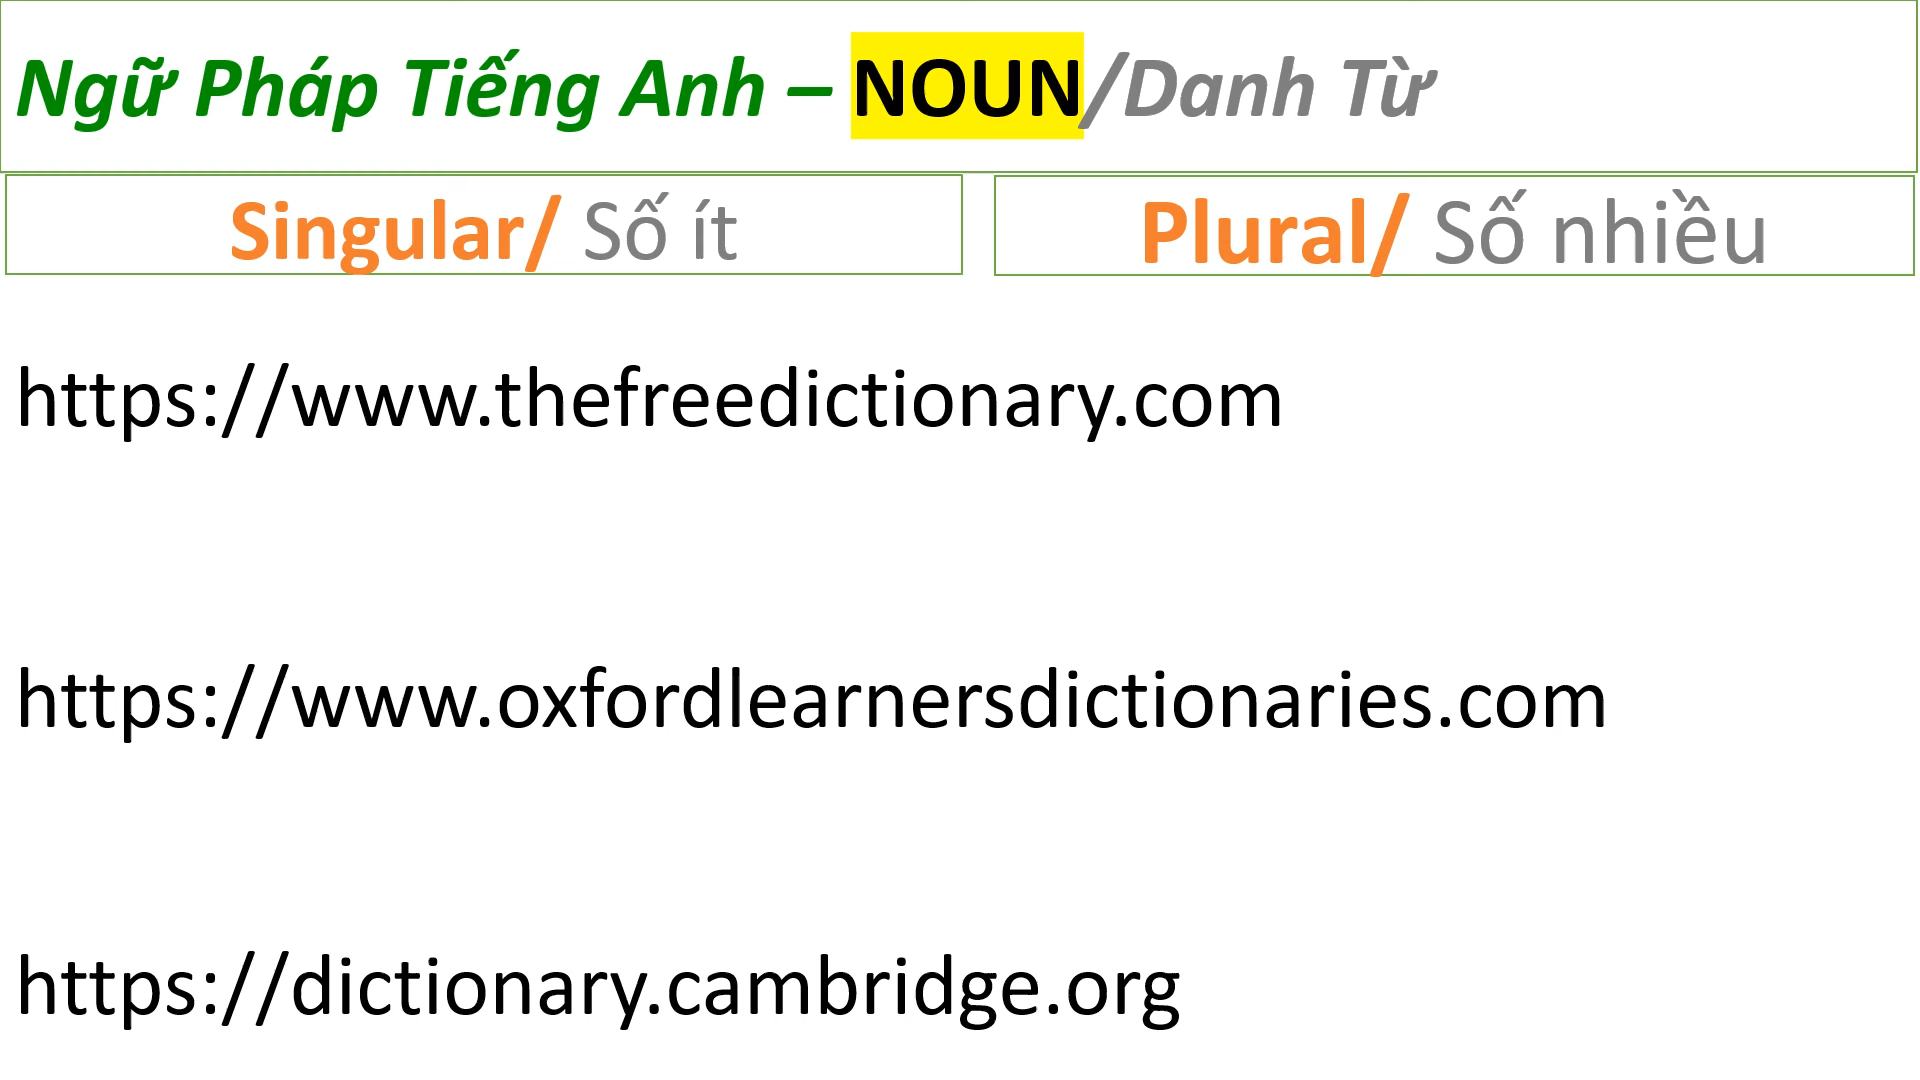 Ngữ Pháp Tiếng Anh – NOUN/Danh Từ
Singular/ Số ít
Plural/ Số nhiều
https://www.thefreedictionary.com
https://www.oxfordlearnersdictionaries.com
https://dictionary.cambridge.org